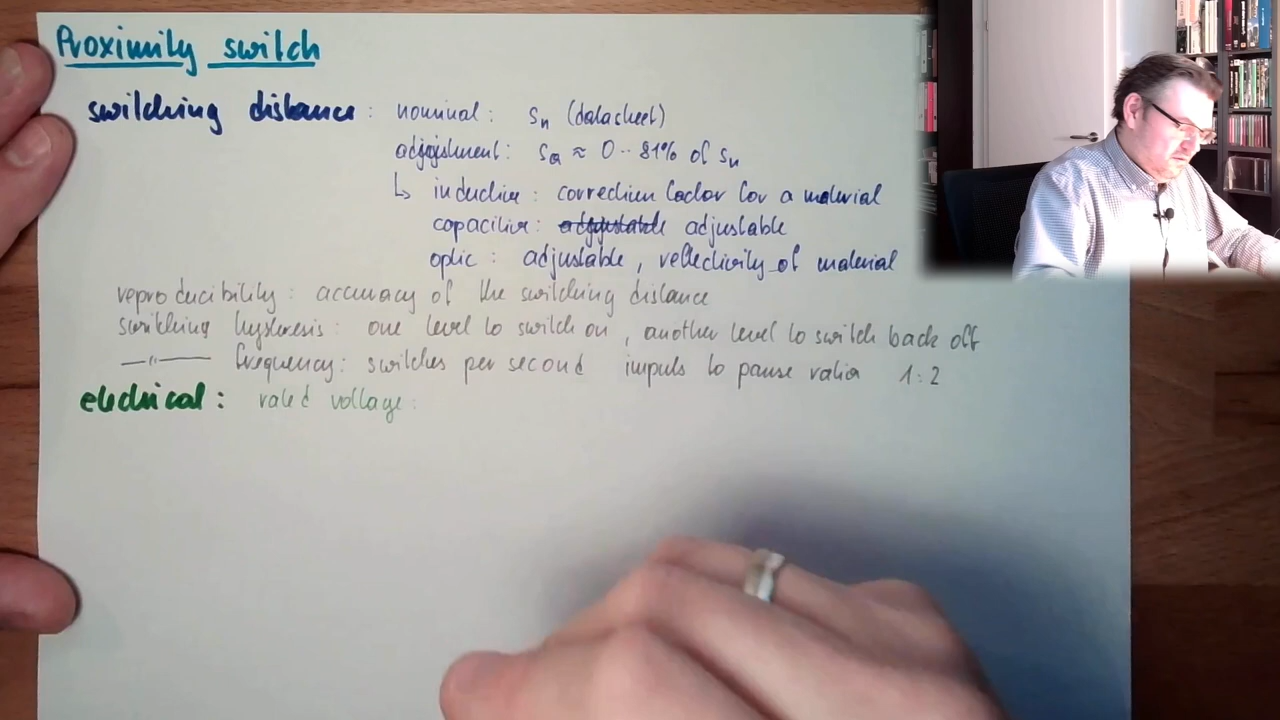 Proximity switch
switching distance : nominal : sn (datasheet)
adjustment : sa ≈ 0 .. 81% of sn
↳ inductive : correction factor for a material
capacitive : adjustable adjustable
optic : adjustable , reflectivity of material
reproducibility : accuracy of the switching distance
switching hysteresis : one level to switch on , another level to switch back off
—〃— frequency : switches per second impuls to pause ratio 1 : 2
electrical : rated voltage :